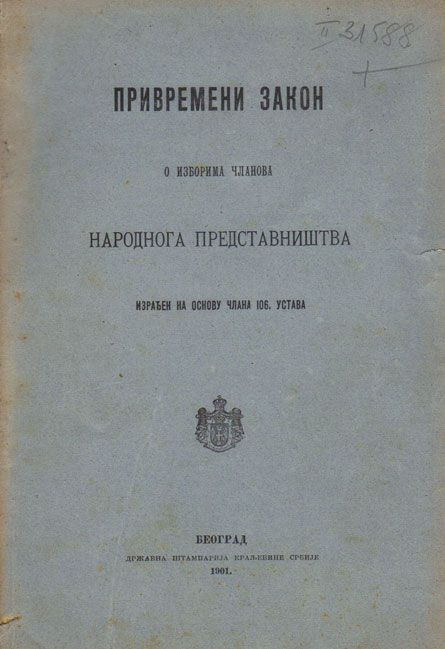 II 31588
ПРИВРЕМЕНИ ЗАКОН
О ИЗБОРИМА ЧЛАНОВА
НАРОДНОГА ПРЕДСТАВНИШТВА
ИЗРАЂЕН НА ОСНОВУ ЧЛАНА 106. УСТАВА
БЕОГРАД
ДРЖАВНА ШТАМПАРИЈА КРАЉЕВИНЕ СРБИЈЕ
1901.